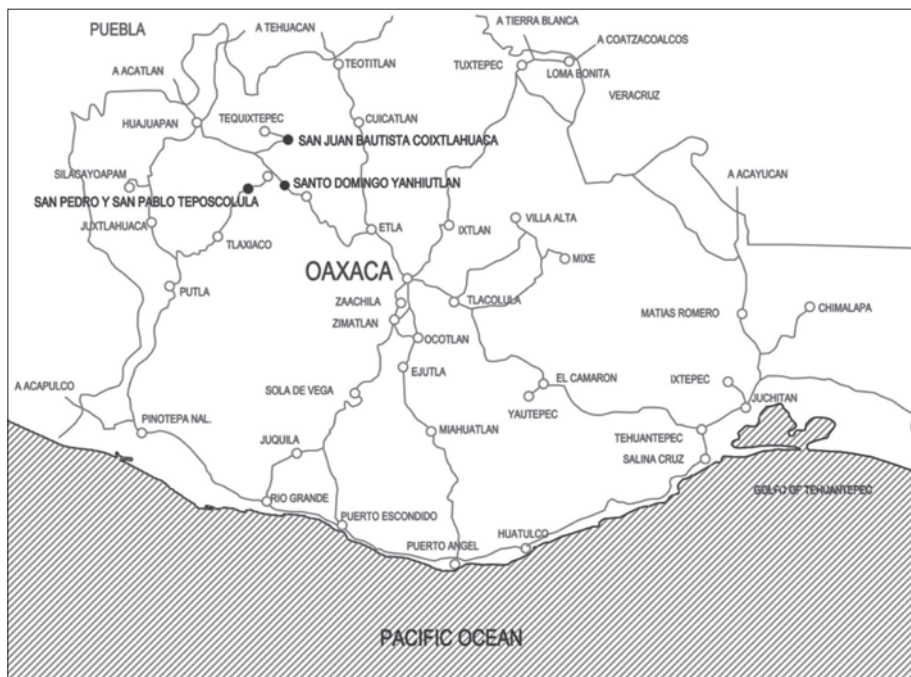 PUEBLA
A TEHUACAN
A TIERRA BLANCA
A COATZACOALCOS
TEOTITLAN
TUXTEPEC
LOMA BONITA
A ACATLAN
VERACRUZ
TEQUIXTEPEC
HUAJUAPAN
CUICATLAN
SAN JUAN BAUTISTA COIXTLAHUACA
SILACAYOAPAM
SANTO DOMINGO YANHIUTLAN
A ACAYUCAN
SAN PEDRO Y SAN PABLO TEPOSCOLULA
JUXTLAHUACA
TLAXIACO
ETLA
IXTLAN
VILLA ALTA
MIXE
OAXACA
PUTLA
ZAACHILA
TLACOLULA
ZIMATLAN
MATIAS ROMERO
CHIMALAPA
OCOTLAN
EJUTLA
A ACAPULCO
SOLA DE VEGA
EL CAMARON
IXTEPEC
YAUTEPEC
JUCHITAN
PINOTEPA NAL.
MIAHUATLAN
TEHUANTEPEC
JUQUILA
SALINA CRUZ
GOLFO OF TEHUANTEPEC
RIO GRANDE
PUERTO ESCONDIDO
HUATULCO
PUERTO ANGEL
PACIFIC OCEAN